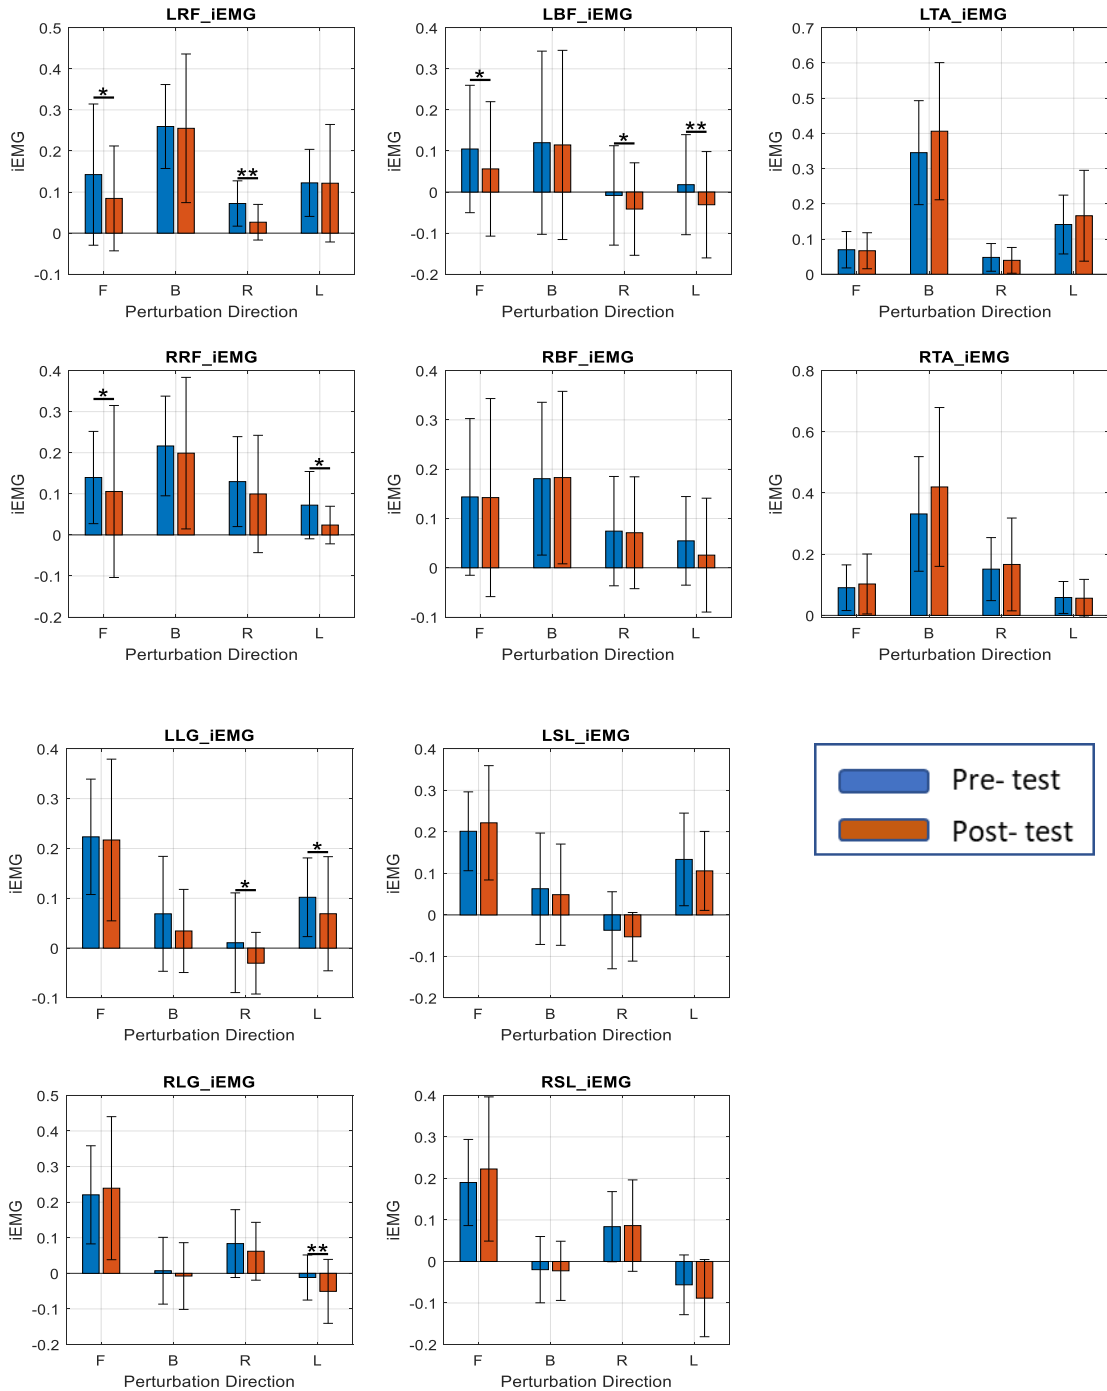 LRF_iEMG
0.5
0.4
0.3
0.2
0.1
0
-0.1
iEMG
*
**
F B R L
Perturbation Direction
LBF_iEMG
0.4
0.3
0.2
0.1
0
-0.1
-0.2
iEMG
*
*
**
F B R L
Perturbation Direction
LTA_iEMG
0.7
0.6
0.5
0.4
0.3
0.2
0.1
0
iEMG
F B R L
Perturbation Direction
RRF_iEMG
0.4
0.3
0.2
0.1
0
-0.1
-0.2
iEMG
*
*
F B R L
Perturbation Direction
RBF_iEMG
0.4
0.3
0.2
0.1
0
-0.1
iEMG
F B R L
Perturbation Direction
RTA_iEMG
0.8
0.6
0.4
0.2
0
iEMG
F B R L
Perturbation Direction
LLG_iEMG
0.4
0.3
0.2
0.1
0
-0.1
iEMG
*
*
F B R L
Perturbation Direction
LSL_iEMG
0.4
0.3
0.2
0.1
0
-0.1
-0.2
iEMG
F B R L
Perturbation Direction
Pre- test
Post- test
RLG_iEMG
0.5
0.4
0.3
0.2
0.1
0
-0.1
-0.2
iEMG
**
F B R L
Perturbation Direction
RSL_iEMG
0.4
0.3
0.2
0.1
0
-0.1
-0.2
iEMG
F B R L
Perturbation Direction